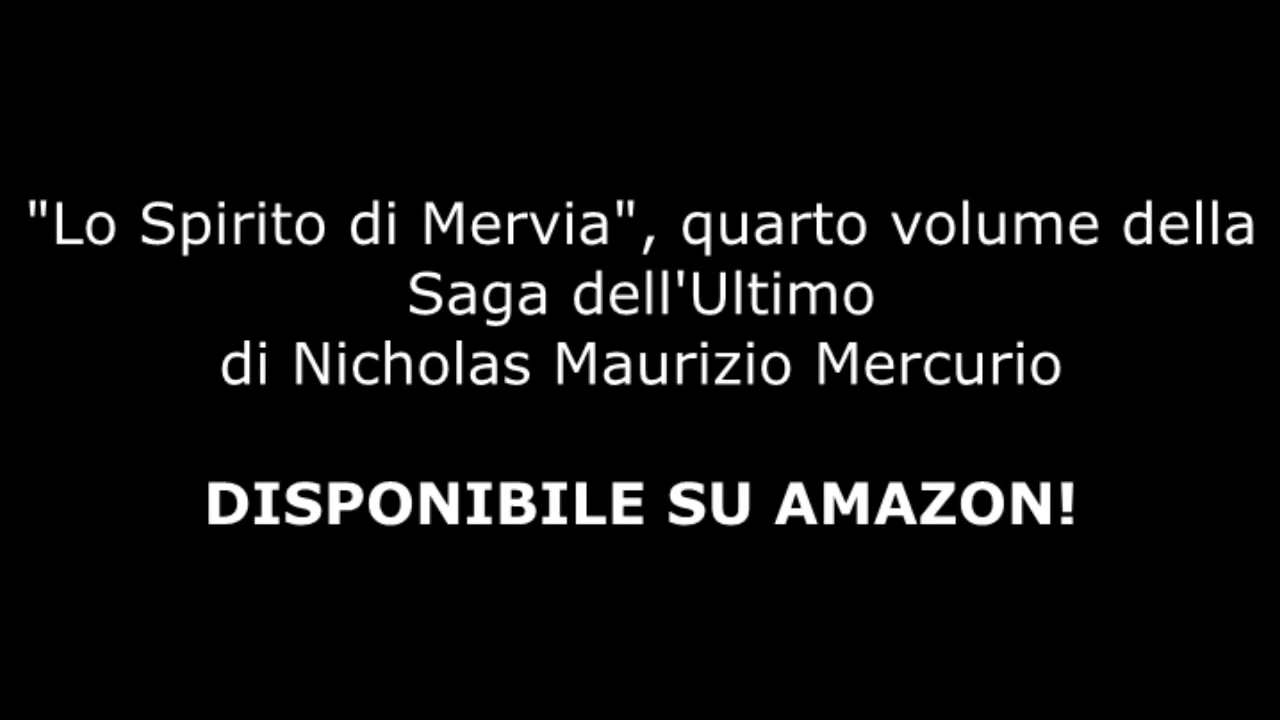 "Lo Spirito di Mervia", quarto volume della
Saga dell'Ultimo
di Nicholas Maurizio Mercurio
DISPONIBILE SU AMAZON!